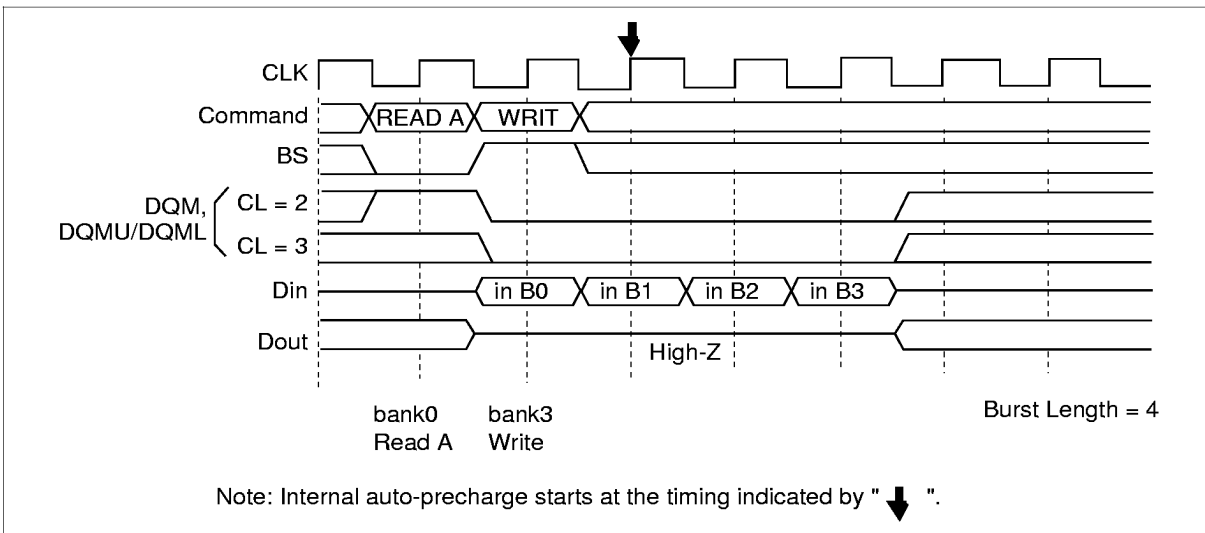 CLK
Command
READ A
WRIT
BS
DQM,
DQMU/DQML
CL = 2
CL = 3
Din
in B0
in B1
in B2
in B3
Dout
High-Z
bank0
Read A
bank3
Write
Burst Length = 4
Note: Internal auto-precharge starts at the timing indicated by " ".